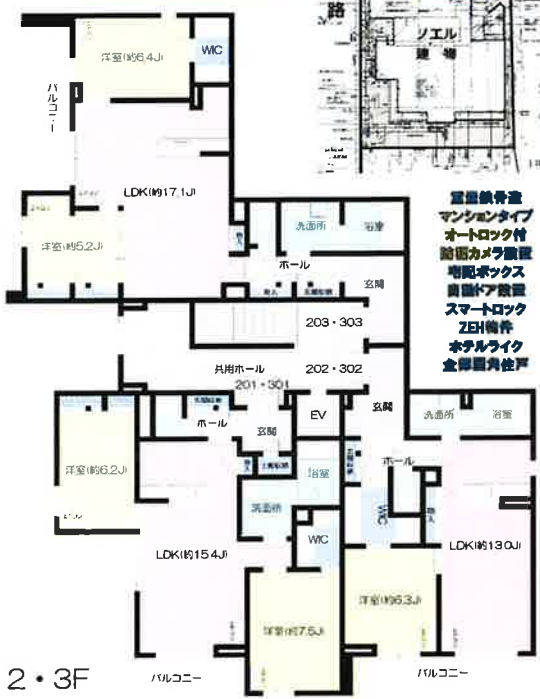 路
ノエル
建物
洋室(約6.4J)
WIC
バルコニー
LDK(約17.1J)
洋室(約5.2J)
洗面所
浴室
ホール
物入
玄関
重量鉄骨造
マンションタイプ
オートロック付
防犯カメラ設置
宅配ボックス
自動ドア設置
スマートロック
ZEH物件
ホテルライク
全部屋角住戸
203・303
共用ホール
202・302
201・301
EV
玄関
ホール
玄関
洗面所
浴室
洋室(約6.2J)
物入
浴室
洗面所
ホール
WIC
物入
LDK(約15.4J)
WIC
LDK(約13.0J)
洋室(約7.5J)
洋室(約6.3J)
2・3F
バルコニー
バルコニー